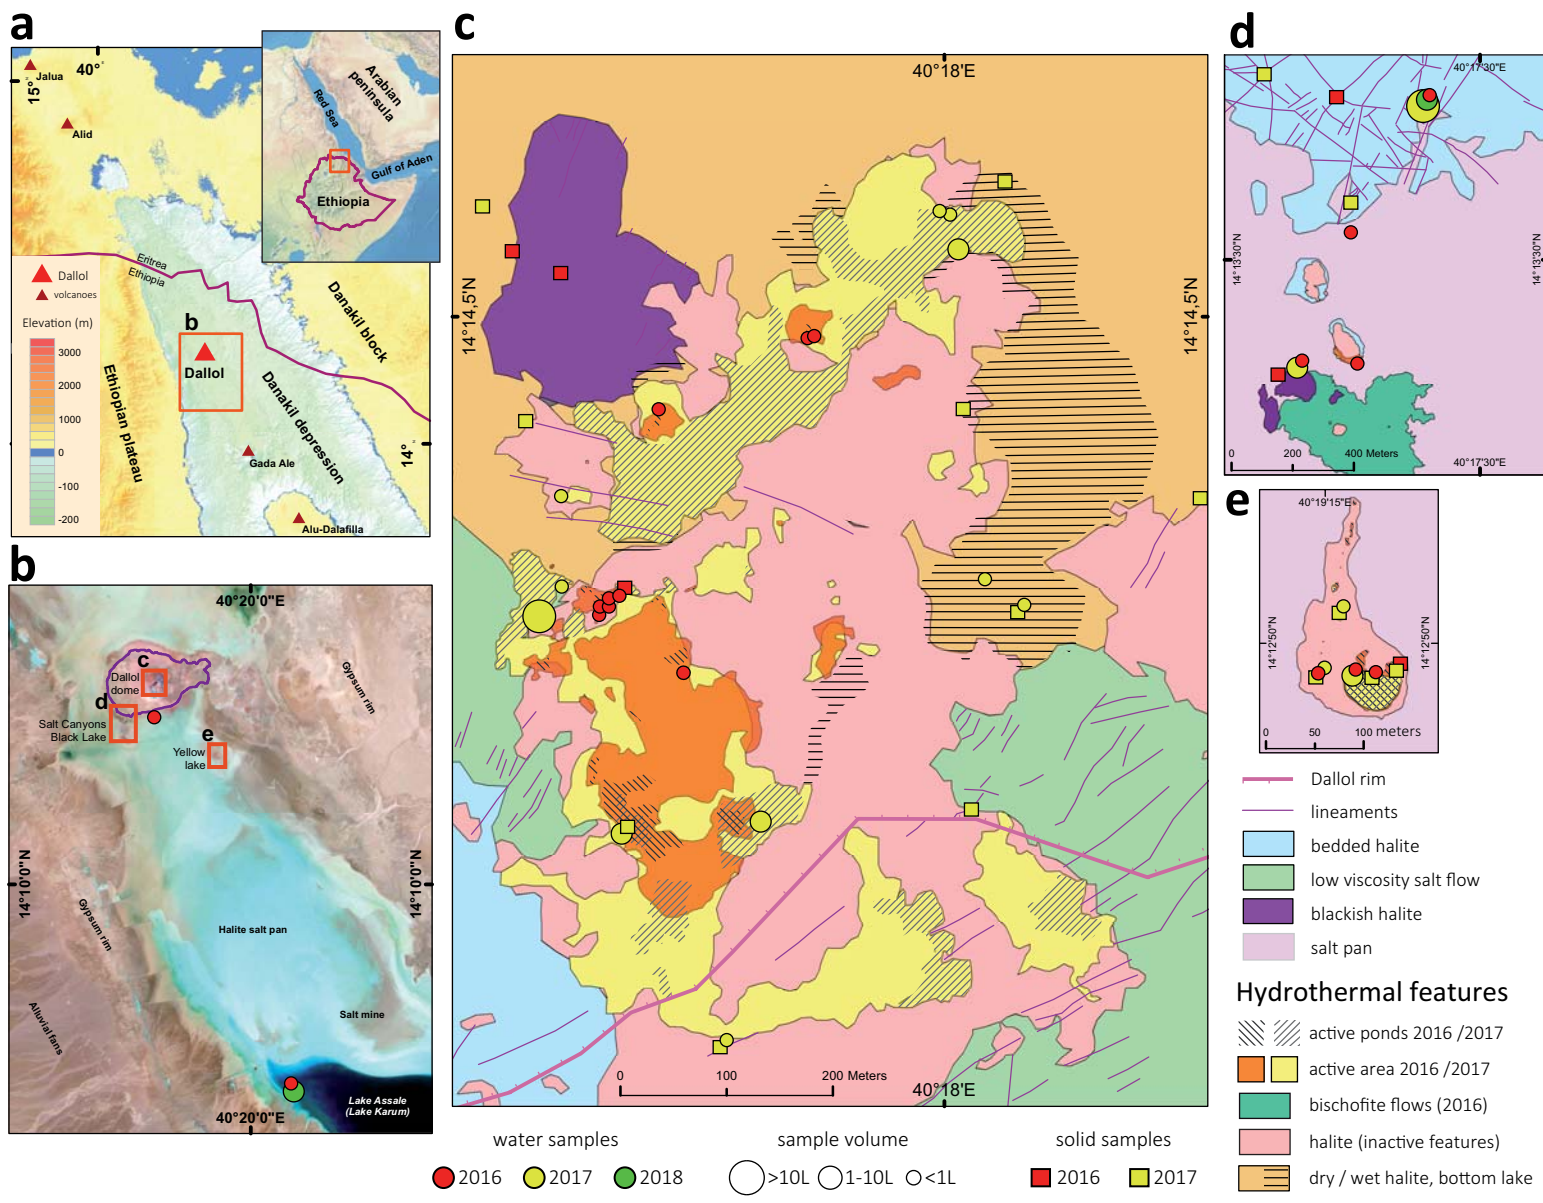 a
40°
15°
Jalua
Alid
Arabian
peninsula
Red Sea
Gulf of Aden
Ethiopia
Eritrea
Ethiopia
Dallol
volcanoes
Elevation (m)
3000
2000
1000
0
-100
-200
b
Dallol
Danakil block
Danakil depression
Ethiopian plateau
Gada Ale
Alu-Dalafilla
14°
b
40°20'0"E
c
Dallol
dome
d
Salt Canyons
Black Lake
e
Yellow
lake
Gypsum rim
14°10'0"N
14°10'0"N
Gypsum rim
Halite salt pan
Alluvial fans
Salt mine
Lake Assale
(Lake Karum)
40°20'0"E
c
40°18'E
14°14,5'N
14°14,5'N
0
100
200 Meters
40°18'E
water samples
2016
2017
2018
sample volume
>10L
1-10L
<1L
solid samples
2016
2017
d
40°17'30"E
14°13'30"N
14°13'30"N
0
200
400 Meters
40°17'30"E
e
40°19'15"E
14°12'50"N
14°12'50"N
0
50
100 meters
Dallol rim
lineaments
bedded halite
low viscosity salt flow
blackish halite
salt pan
Hydrothermal features
active ponds 2016 /2017
active area 2016 /2017
bischofite flows (2016)
halite (inactive features)
dry / wet halite, bottom lake